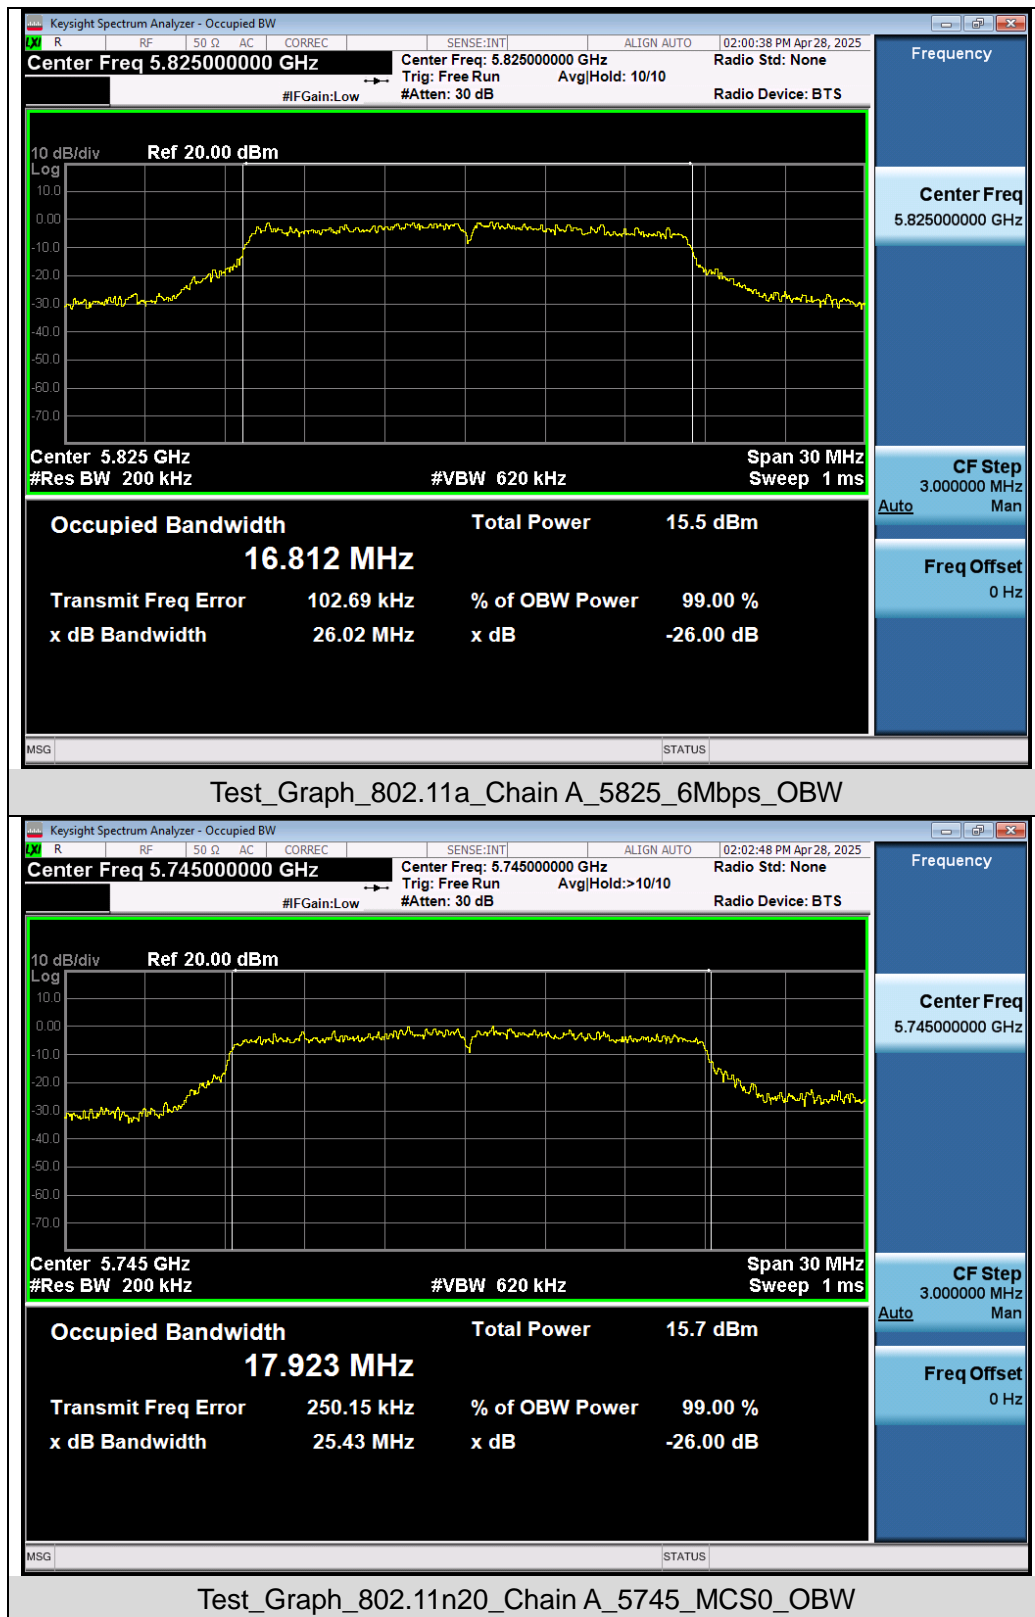 Keysight Spectrum Analyzer - Occupied BW
LXI R RF 50 Ω AC CORREC SENSE:INT ALIGN AUTO 02:00:38 PM Apr 28, 2025
Center Freq 5.825000000 GHz
Center Freq: 5.825000000 GHz Radio Std: None
Trig: Free Run Avg|Hold: 10/10
#IFGain:Low #Atten: 30 dB Radio Device: BTS
Frequency
10 dB/div Ref 20.00 dBm
Log
10.0
0.00
-10.0
-20.0
-30.0
-40.0
-50.0
-60.0
-70.0
Center Freq
5.825000000 GHz
Center 5.825 GHz Span 30 MHz
#Res BW 200 kHz #VBW 620 kHz Sweep 1 ms
CF Step
3.000000 MHz
Auto Man
Freq Offset
0 Hz
Occupied Bandwidth Total Power 15.5 dBm
16.812 MHz
Transmit Freq Error 102.69 kHz % of OBW Power 99.00 %
x dB Bandwidth 26.02 MHz x dB -26.00 dB
MSG STATUS
Test_Graph_802.11a_Chain A_5825_6Mbps_OBW
Keysight Spectrum Analyzer - Occupied BW
LXI R RF 50 Ω AC CORREC SENSE:INT ALIGN AUTO 02:02:48 PM Apr 28, 2025
Center Freq 5.745000000 GHz
Center Freq: 5.745000000 GHz Radio Std: None
Trig: Free Run Avg|Hold:>10/10
#IFGain:Low #Atten: 30 dB Radio Device: BTS
Frequency
10 dB/div Ref 20.00 dBm
Log
10.0
0.00
-10.0
-20.0
-30.0
-40.0
-50.0
-60.0
-70.0
Center Freq
5.745000000 GHz
Center 5.745 GHz Span 30 MHz
#Res BW 200 kHz #VBW 620 kHz Sweep 1 ms
CF Step
3.000000 MHz
Auto Man
Freq Offset
0 Hz
Occupied Bandwidth Total Power 15.7 dBm
17.923 MHz
Transmit Freq Error 250.15 kHz % of OBW Power 99.00 %
x dB Bandwidth 25.43 MHz x dB -26.00 dB
MSG STATUS
Test_Graph_802.11n20_Chain A_5745_MCS0_OBW